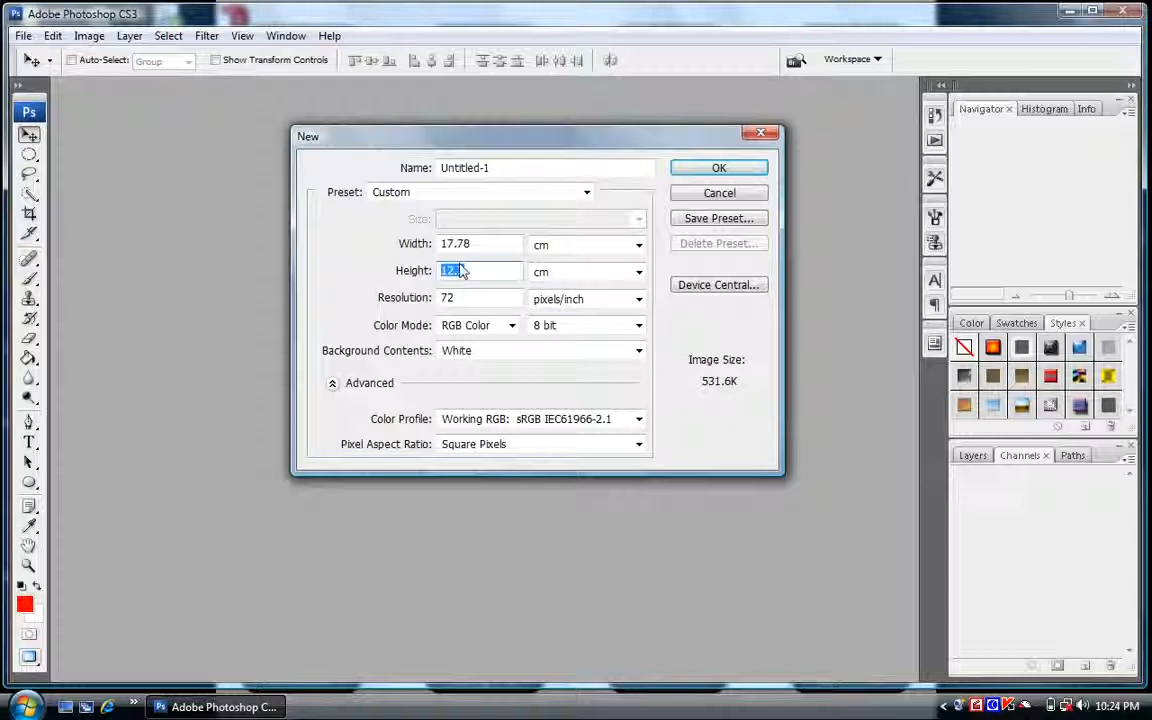 Ps Adobe Photoshop CS3
File Edit Image Layer Select Filter View Window Help
Auto-Select: Group Show Transform Controls Workspace
Ps
New
Name: Untitled-1 OK
Preset: Custom Cancel
Size: Save Preset...
Width: 17.78 cm Delete Preset...
Height: cm
Resolution: 72 pixels/inch Device Central...
Color Mode: RGB Color 8 bit
Background Contents: White
Image Size:
531.6K
Advanced
Color Profile: Working RGB: sRGB IEC61966-2.1
Pixel Aspect Ratio: Square Pixels
Navigator x Histogram Info
Color Swatches Styles x
Layers Channels x Paths
T
Ps Adobe Photoshop C... 10:24 PM